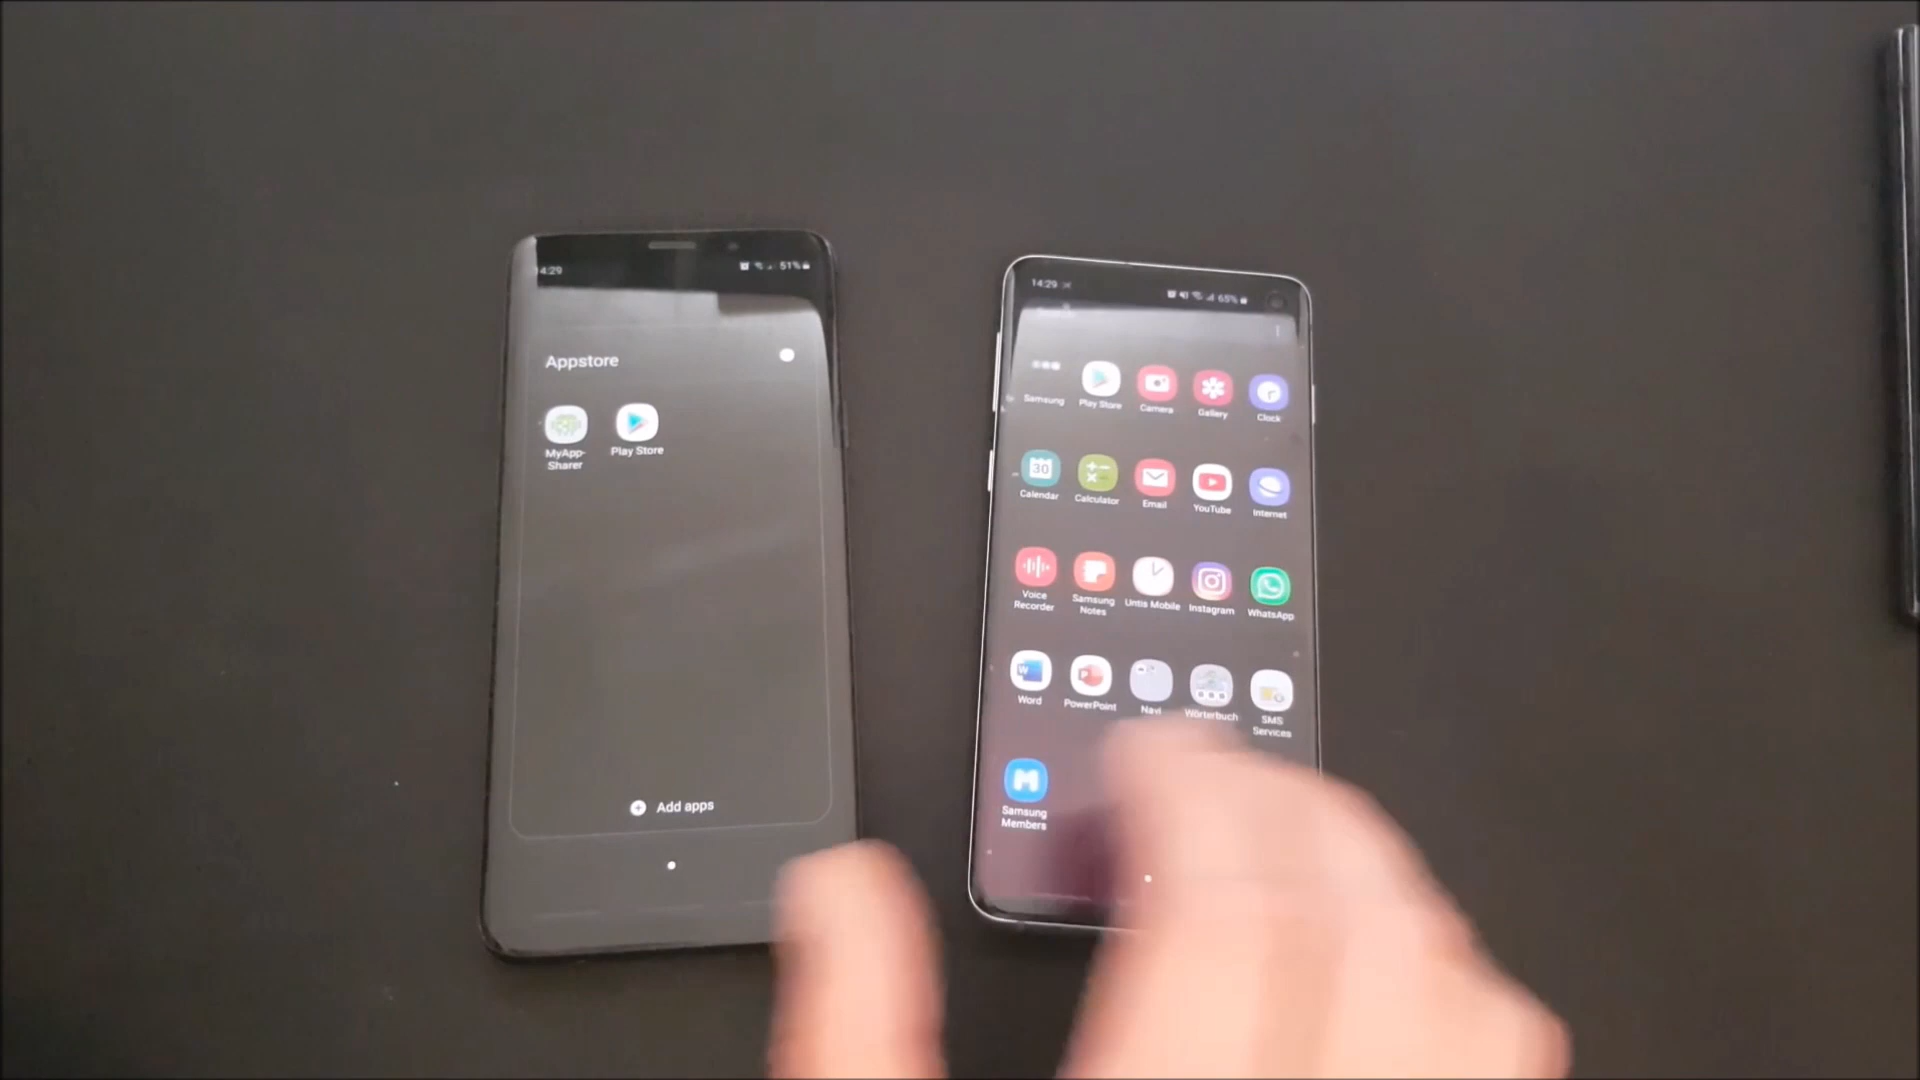 4:29
51%
Appstore
MyApp-
Sharer
Play Store
Add apps
14:29
65%
Samsung
Play Store
Camera
Gallery
Clock
30
Calendar
Calculator
Email
YouTube
Internet
Voice
Recorder
Samsung
Notes
Untis Mobile
Instagram
WhatsApp
W
Word
P
PowerPoint
Navi
Wörterbuch
SMS
Services
Samsung
Members